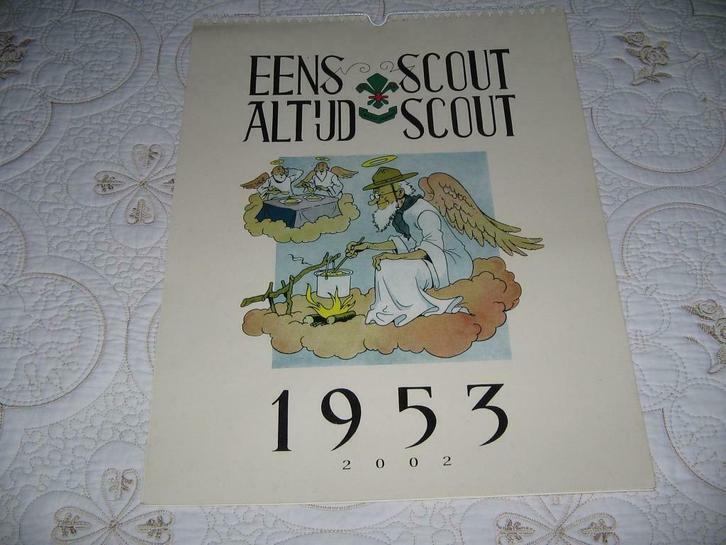 EENS SCOUT
ALTIJD SCOUT
1953
2002